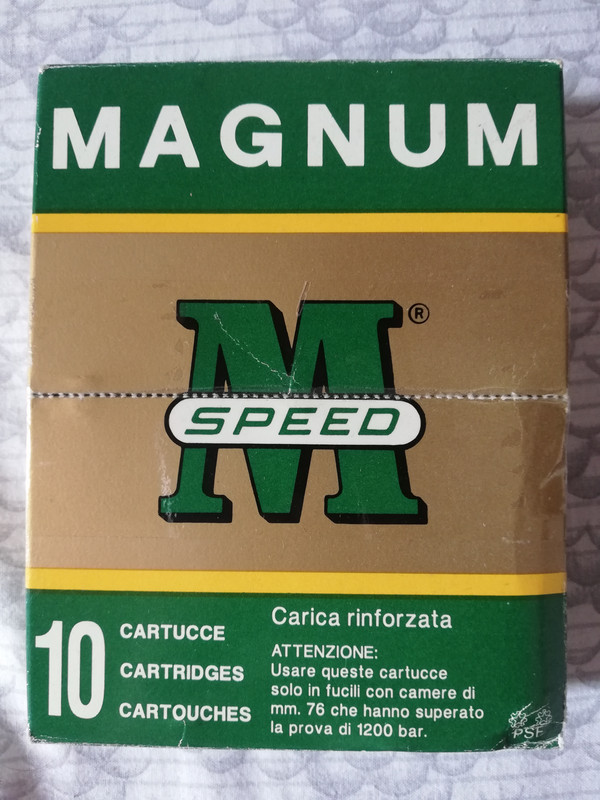 MAGNUM
M®
SPEED
10
CARTUCCE
CARTRIDGES
CARTOUCHES
Carica rinforzata
ATTENZIONE:
Usare queste cartucce
solo in fucili con camere di
mm. 76 che hanno superato
la prova di 1200 bar.
PSF